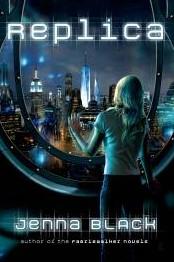 Replica
Jenna Black
author of the Faeriewalker novels